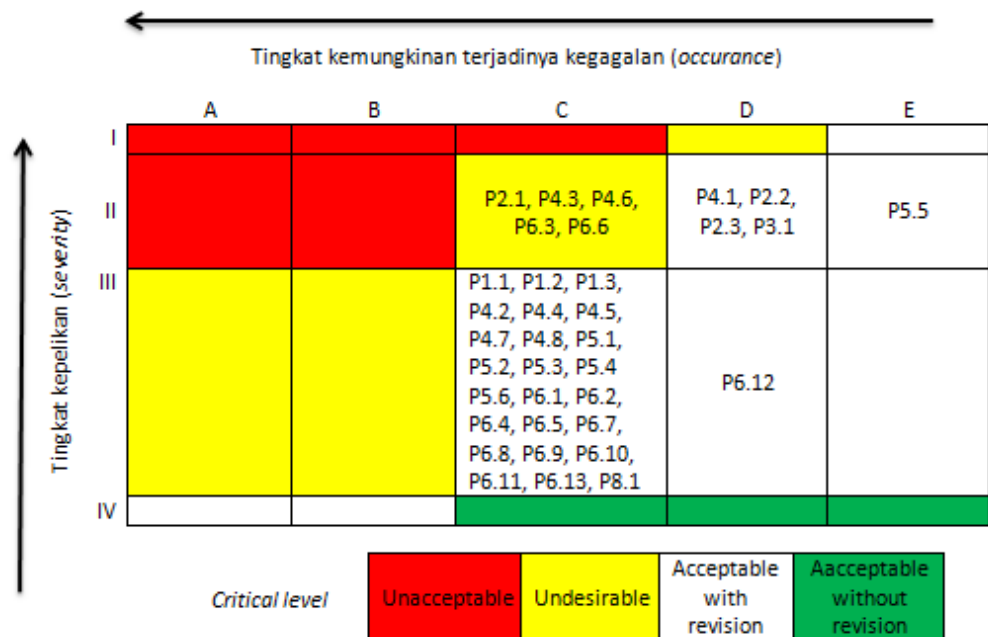 Tingkat kemungkinan terjadinya kegagalan (occurance)
A B C D E
I
II
P2.1, P4.3, P4.6,
P6.3, P6.6
P4.1, P2.2,
P2.3, P3.1
P5.5
III
P1.1, P1.2, P1.3,
P4.2, P4.4, P4.5,
P4.7, P4.8, P5.1,
P5.2, P5.3, P5.4
P5.6, P6.1, P6.2,
P6.4, P6.5, P6.7,
P6.8, P6.9, P6.10,
P6.11, P6.13, P8.1
P6.12
IV
Tingkat kepelikan (severity)
Critical level
Unacceptable
Undesirable
Acceptable
with
revision
Aacceptable
without
revision